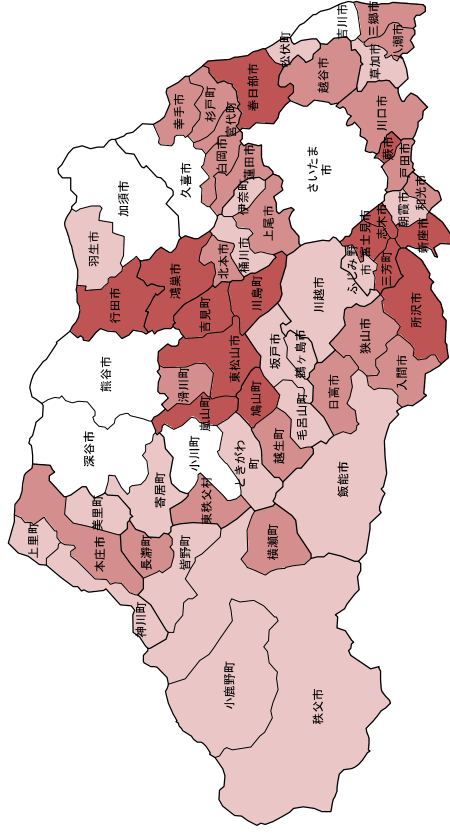 吉川市
三郷市
松伏町
八潮市
草加市
越谷市
春日部市
川口市
杉戸町
幸手市
宮代町
蕨市
戸田市
白岡市
蓮田市
さいたま
市
久喜市
伊奈町
和光市
朝霞市
加須市
上尾市
志木市
新座市
富士見市
羽生市
桶川市
北本市
ふじみ野
市
三芳町
鴻巣市
川島町
川越市
所沢市
行田市
吉見町
狭山市
坂戸市
鶴ヶ島市
東松山市
入間市
熊谷市
滑川町
日高市
鳩山町
毛呂山町
嵐山町
深谷市
小川町
越生町
ときがわ
町
飯能市
寄居町
東秩父村
美里町
上里町
本庄市
長瀞町
皆野町
横瀬町
神川町
小鹿野町
秩父市